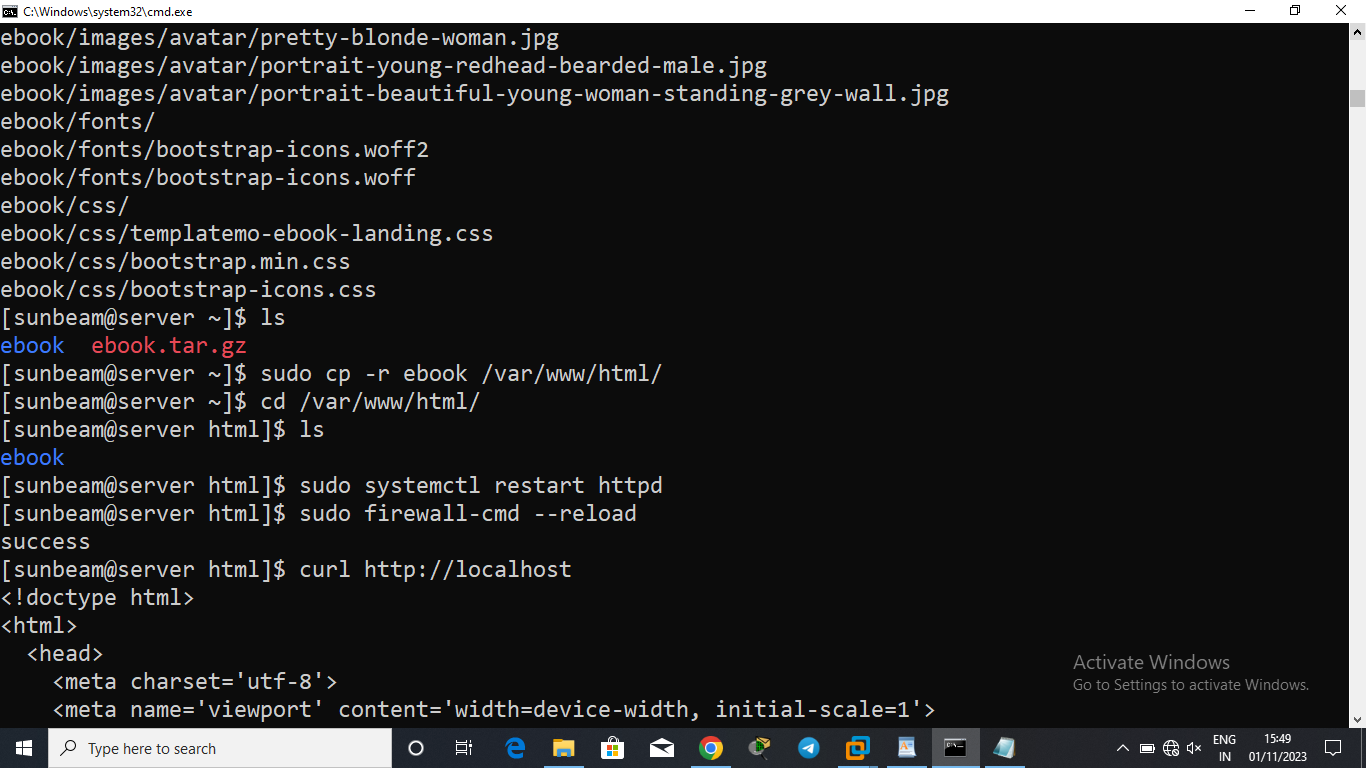 C:\Windows\system32\cmd.exe
ebook/images/avatar/pretty-blonde-woman.jpg
ebook/images/avatar/portrait-young-redhead-bearded-male.jpg
ebook/images/avatar/portrait-beautiful-young-woman-standing-grey-wall.jpg
ebook/fonts/
ebook/fonts/bootstrap-icons.woff2
ebook/fonts/bootstrap-icons.woff
ebook/css/
ebook/css/templatemo-ebook-landing.css
ebook/css/bootstrap.min.css
ebook/css/bootstrap-icons.css
[sunbeam@server ~]$ ls
ebook  ebook.tar.gz
[sunbeam@server ~]$ sudo cp -r ebook /var/www/html/
[sunbeam@server ~]$ cd /var/www/html/
[sunbeam@server html]$ ls
ebook
[sunbeam@server html]$ sudo systemctl restart httpd
[sunbeam@server html]$ sudo firewall-cmd --reload
success
[sunbeam@server html]$ curl http://localhost
<!doctype html>
<html>
  <head>
    <meta charset='utf-8'>
    <meta name='viewport' content='width=device-width, initial-scale=1'>
Activate Windows
Go to Settings to activate Windows.
Type here to search
ENG
IN
15:49
01/11/2023